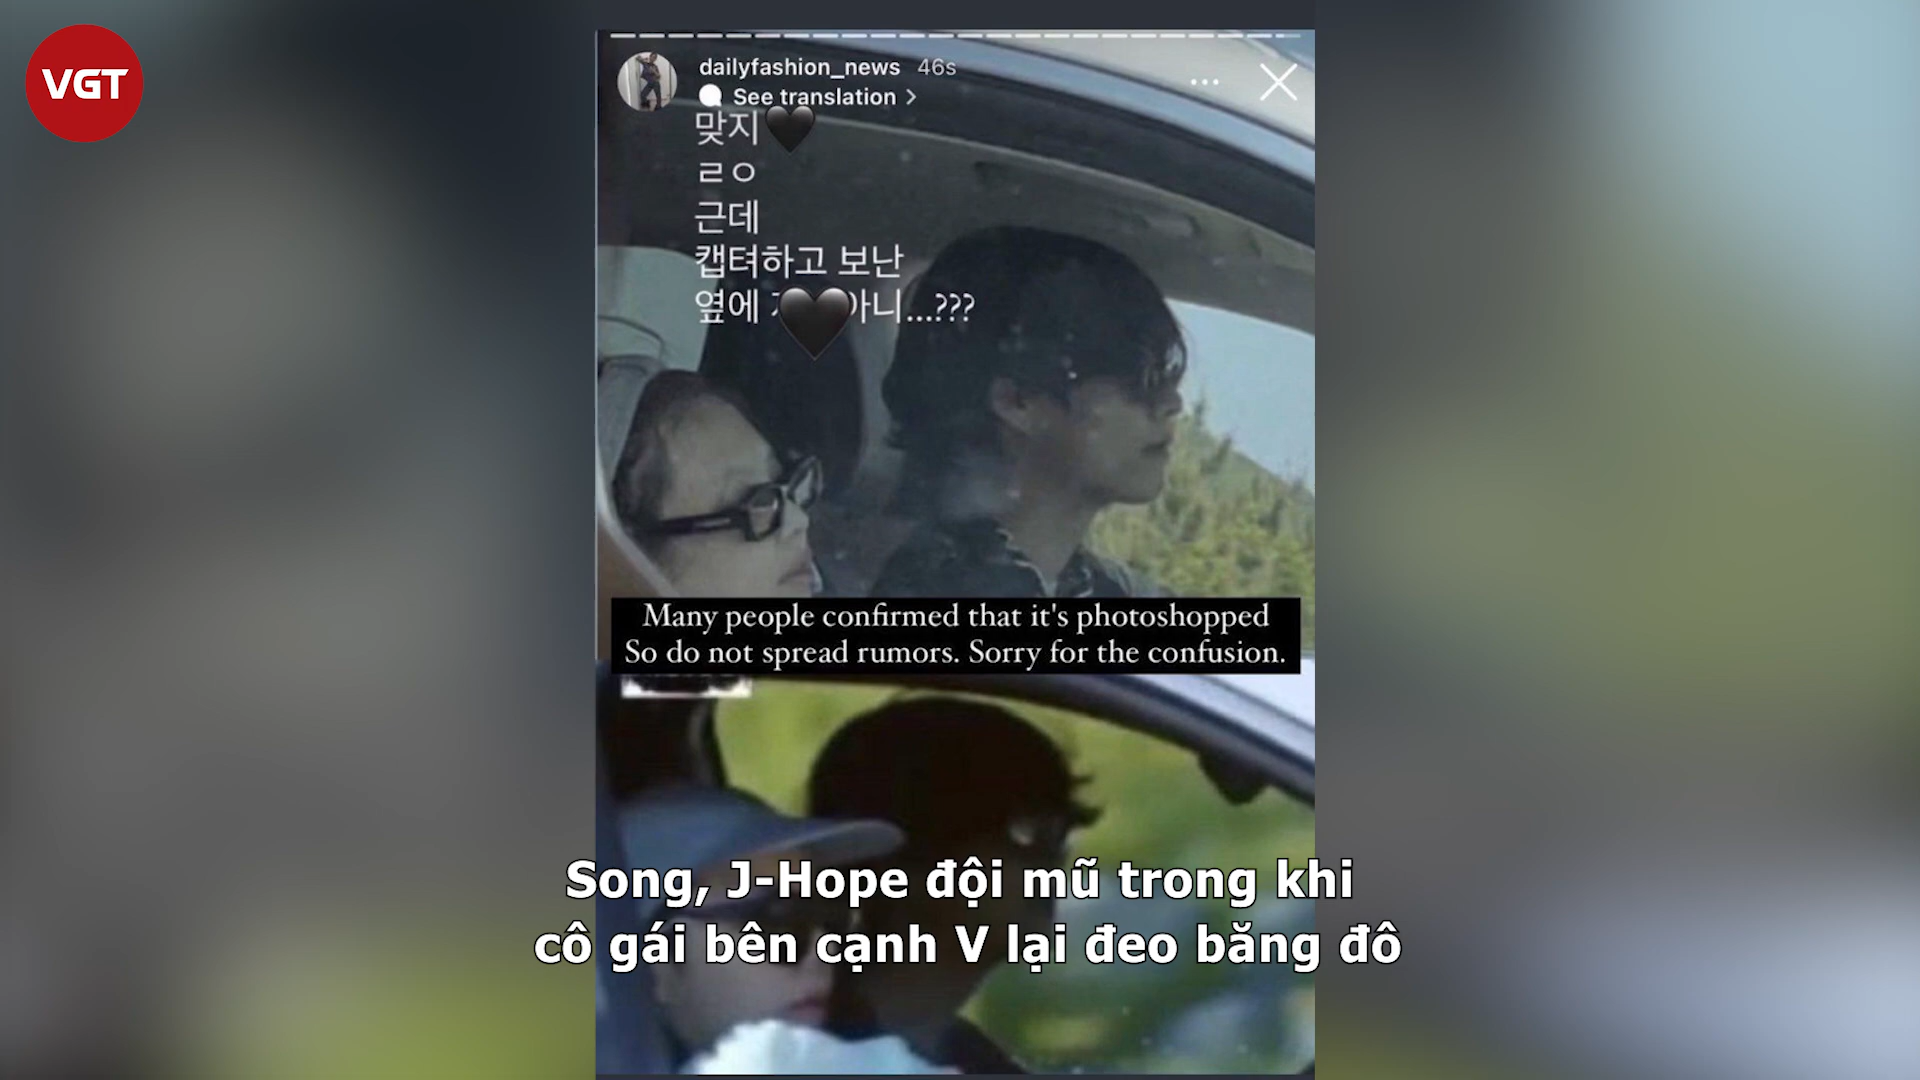 VGT
dailyfashion_news 46s
See translation >
맞지
ㄹㅇ
근데
캡텨하고 보난
옆에 아니...???
Many people confirmed that it's photoshopped
So do not spread rumors. Sorry for the confusion.
Song, J-Hope đội mũ trong khi
cô gái bên cạnh V lại đeo băng đô